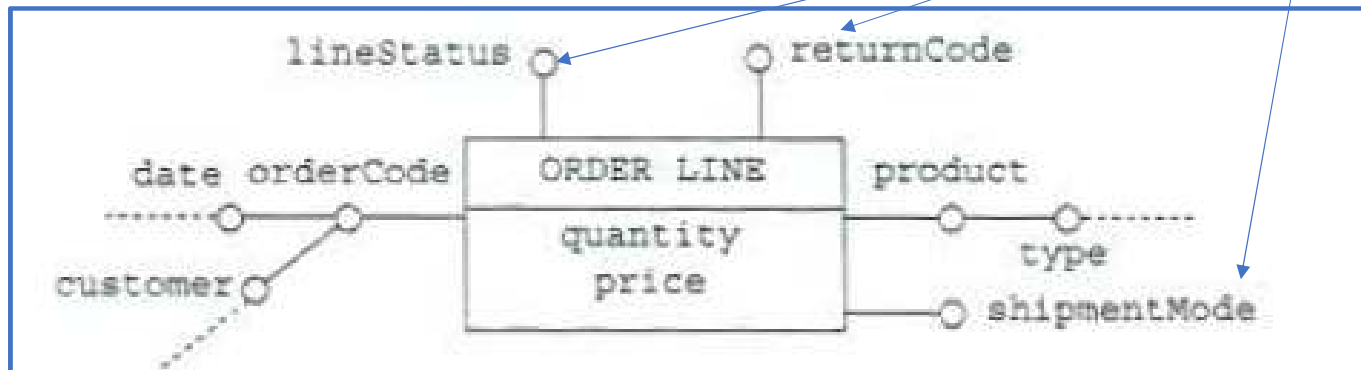 lineStatus returnCode
date orderCode ORDER LINE product
quantity
type
customer price
shipmentMode